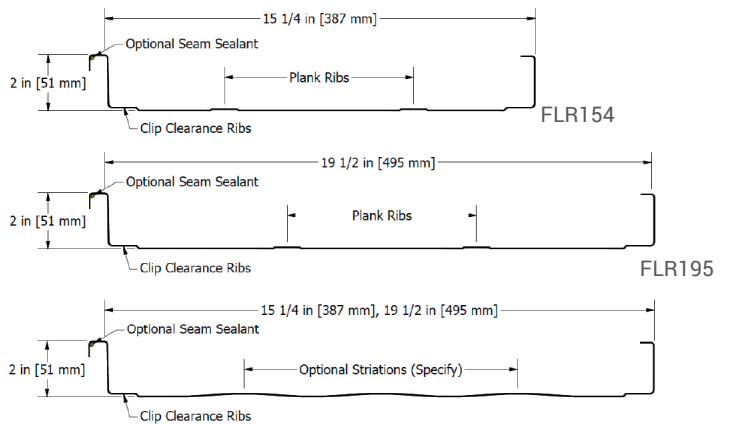 15 1/4 in [387 mm]
Optional Seam Sealant
2 in [51 mm]
Plank Ribs
Clip Clearance Ribs
FLR154
19 1/2 in [495 mm]
Optional Seam Sealant
2 in [51 mm]
Plank Ribs
Clip Clearance Ribs
FLR195
15 1/4 in [387 mm], 19 1/2 in [495 mm]
Optional Seam Sealant
2 in [51 mm]
Optional Striations (Specify)
Clip Clearance Ribs